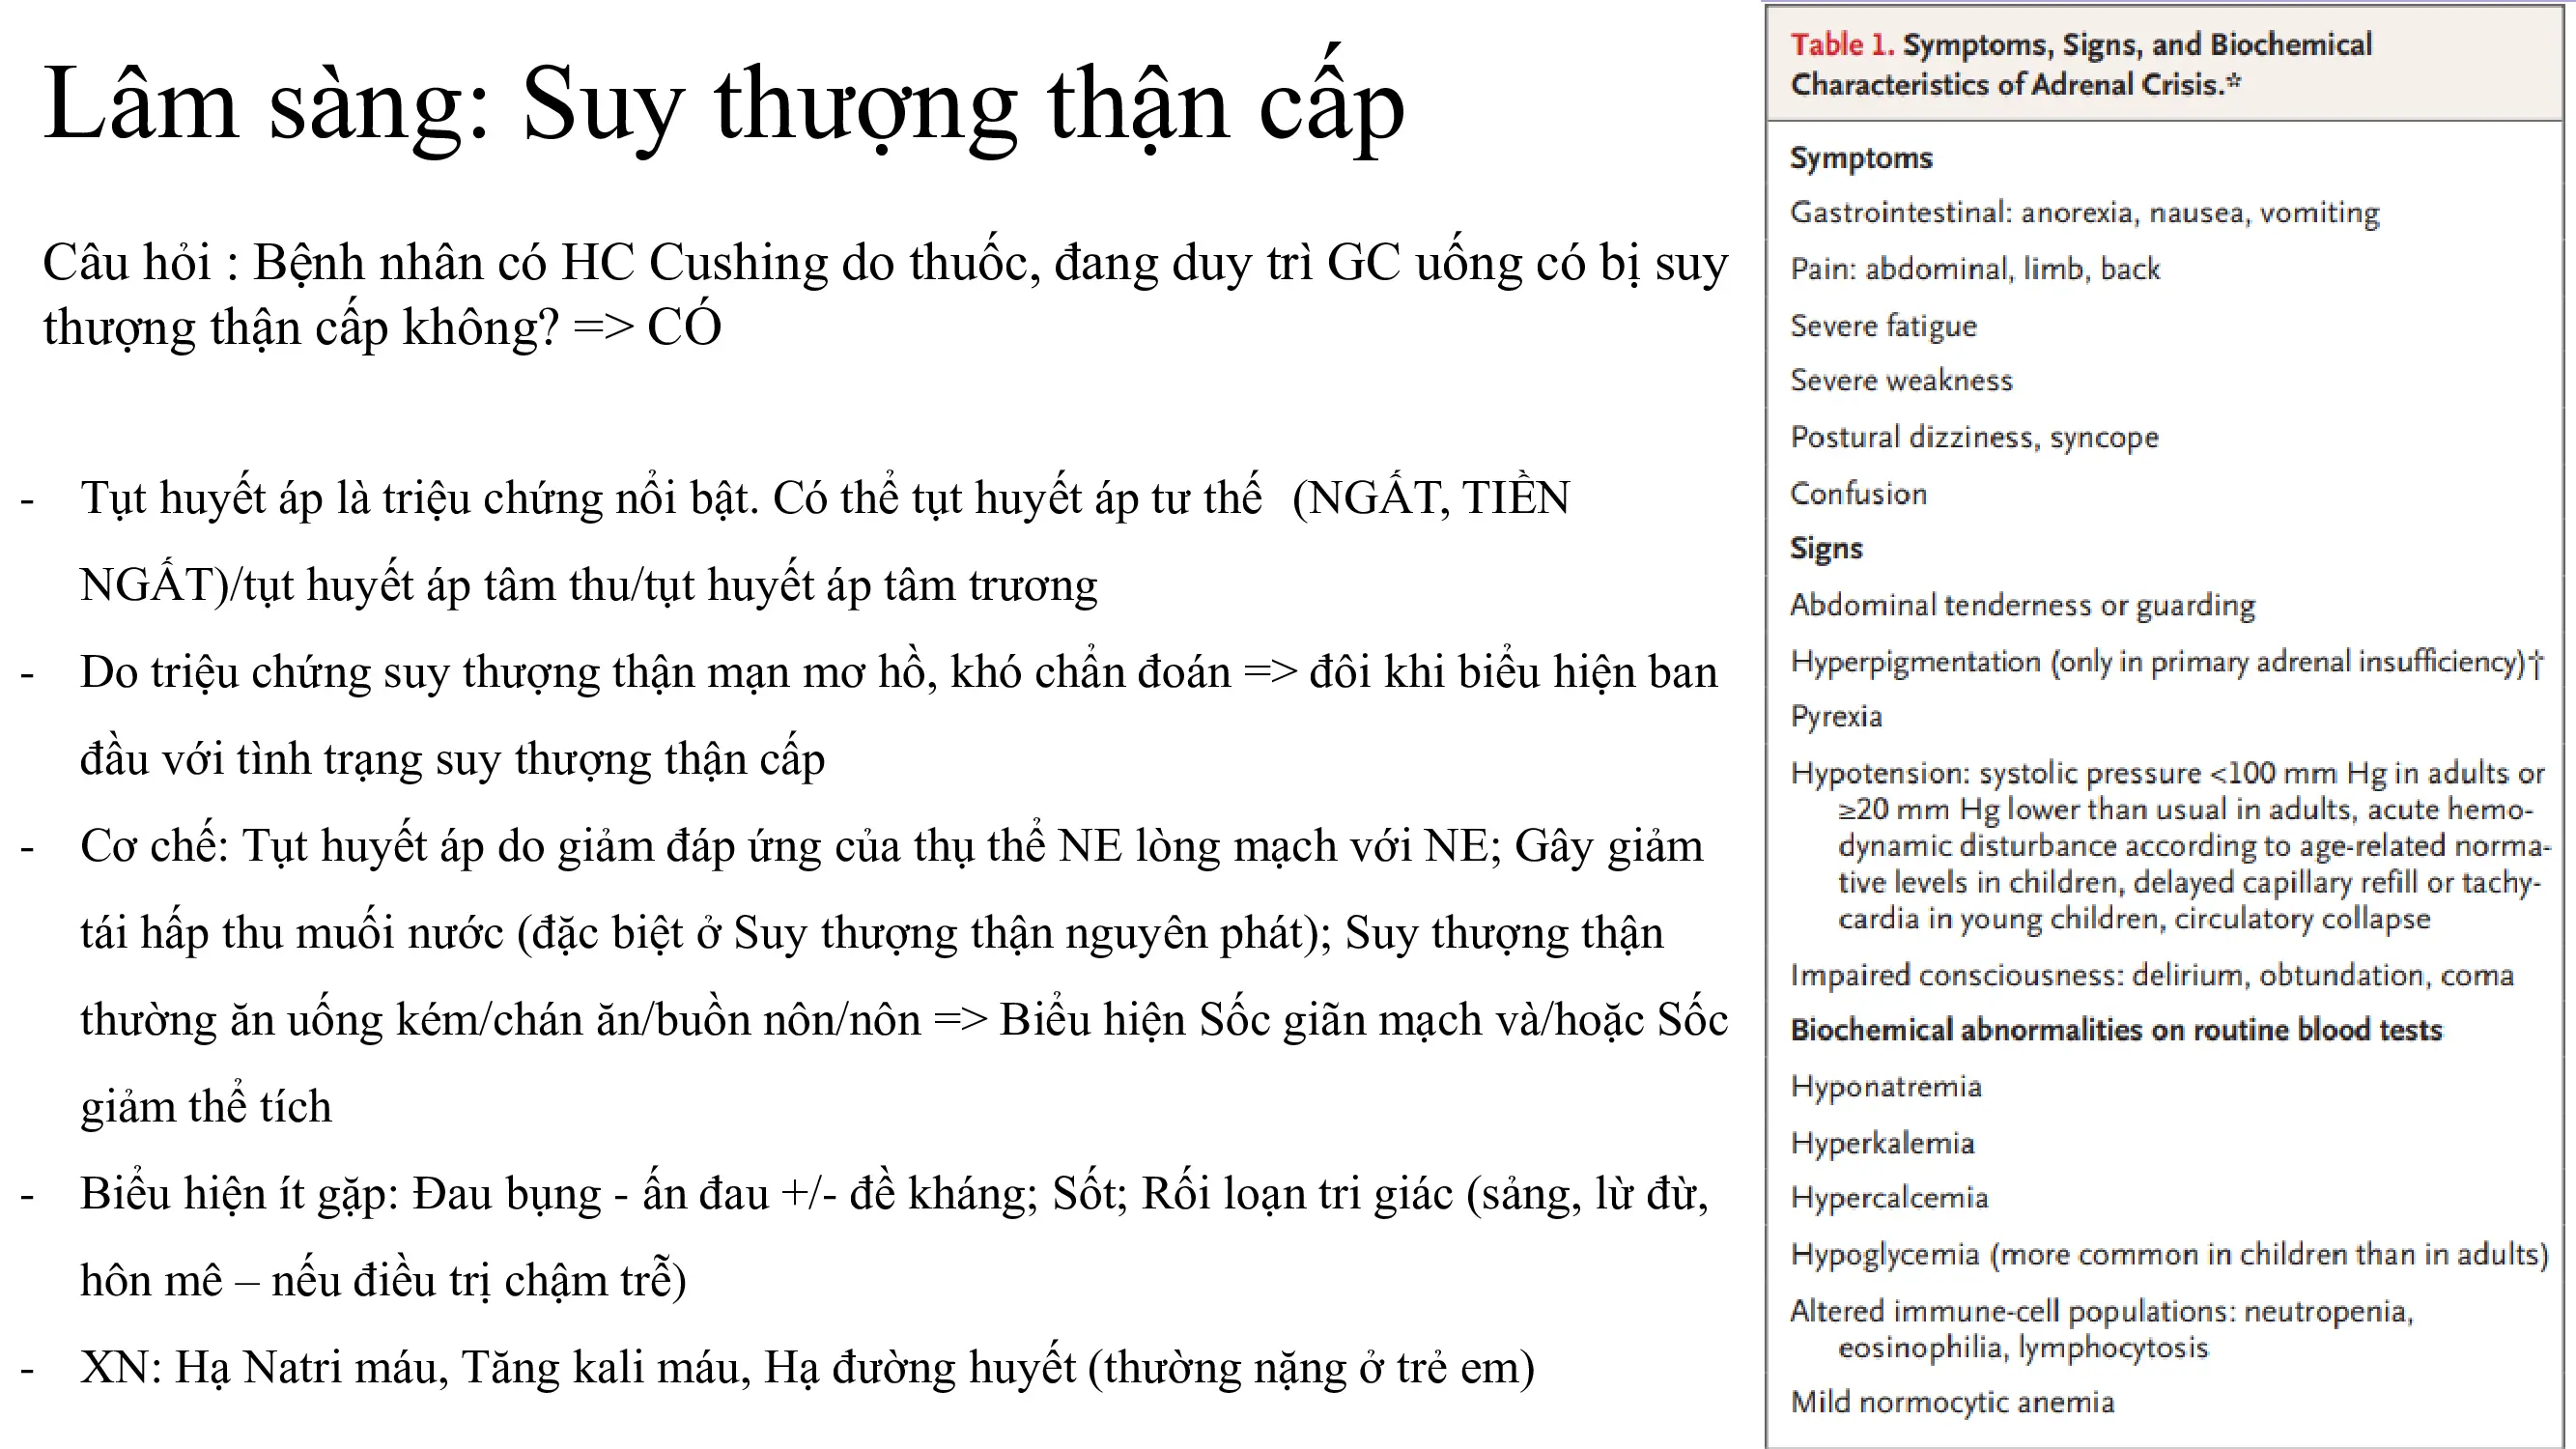 Lâm sàng: Suy thượng thận cấp
Câu hỏi : Bệnh nhân có HC Cushing do thuốc, đang duy trì GC uống có bị suy
thượng thận cấp không? => CÓ
- Tụt huyết áp là triệu chứng nổi bật. Có thể tụt huyết áp tư thế (NGẤT, TIỀN
NGẤT)/tụt huyết áp tâm thu/tụt huyết áp tâm trương
- Do triệu chứng suy thượng thận mạn mơ hồ, khó chẩn đoán => đôi khi biểu hiện ban
đầu với tình trạng suy thượng thận cấp
- Cơ chế: Tụt huyết áp do giảm đáp ứng của thụ thể NE lòng mạch với NE; Gây giảm
tái hấp thu muối nước (đặc biệt ở Suy thượng thận nguyên phát); Suy thượng thận
thường ăn uống kém/chán ăn/buồn nôn/nôn => Biểu hiện Sốc giãn mạch và/hoặc Sốc
giảm thể tích
- Biểu hiện ít gặp: Đau bụng - ấn đau +/- đề kháng; Sốt; Rối loạn tri giác (sảng, lừ đừ,
hôn mê – nếu điều trị chậm trễ)
- XN: Hạ Natri máu, Tăng kali máu, Hạ đường huyết (thường nặng ở trẻ em)
Table 1. Symptoms, Signs, and Biochemical
Characteristics of Adrenal Crisis.*
Symptoms
Gastrointestinal: anorexia, nausea, vomiting
Pain: abdominal, limb, back
Severe fatigue
Severe weakness
Postural dizziness, syncope
Confusion
Signs
Abdominal tenderness or guarding
Hyperpigmentation (only in primary adrenal insufficiency)†
Pyrexia
Hypotension: systolic pressure <100 mm Hg in adults or
≥20 mm Hg lower than usual in adults, acute hemo-
dynamic disturbance according to age-related norma-
tive levels in children, delayed capillary refill or tachy-
cardia in young children, circulatory collapse
Impaired consciousness: delirium, obtundation, coma
Biochemical abnormalities on routine blood tests
Hyponatremia
Hyperkalemia
Hypercalcemia
Hypoglycemia (more common in children than in adults)
Altered immune-cell populations: neutropenia,
eosinophilia, lymphocytosis
Mild normocytic anemia